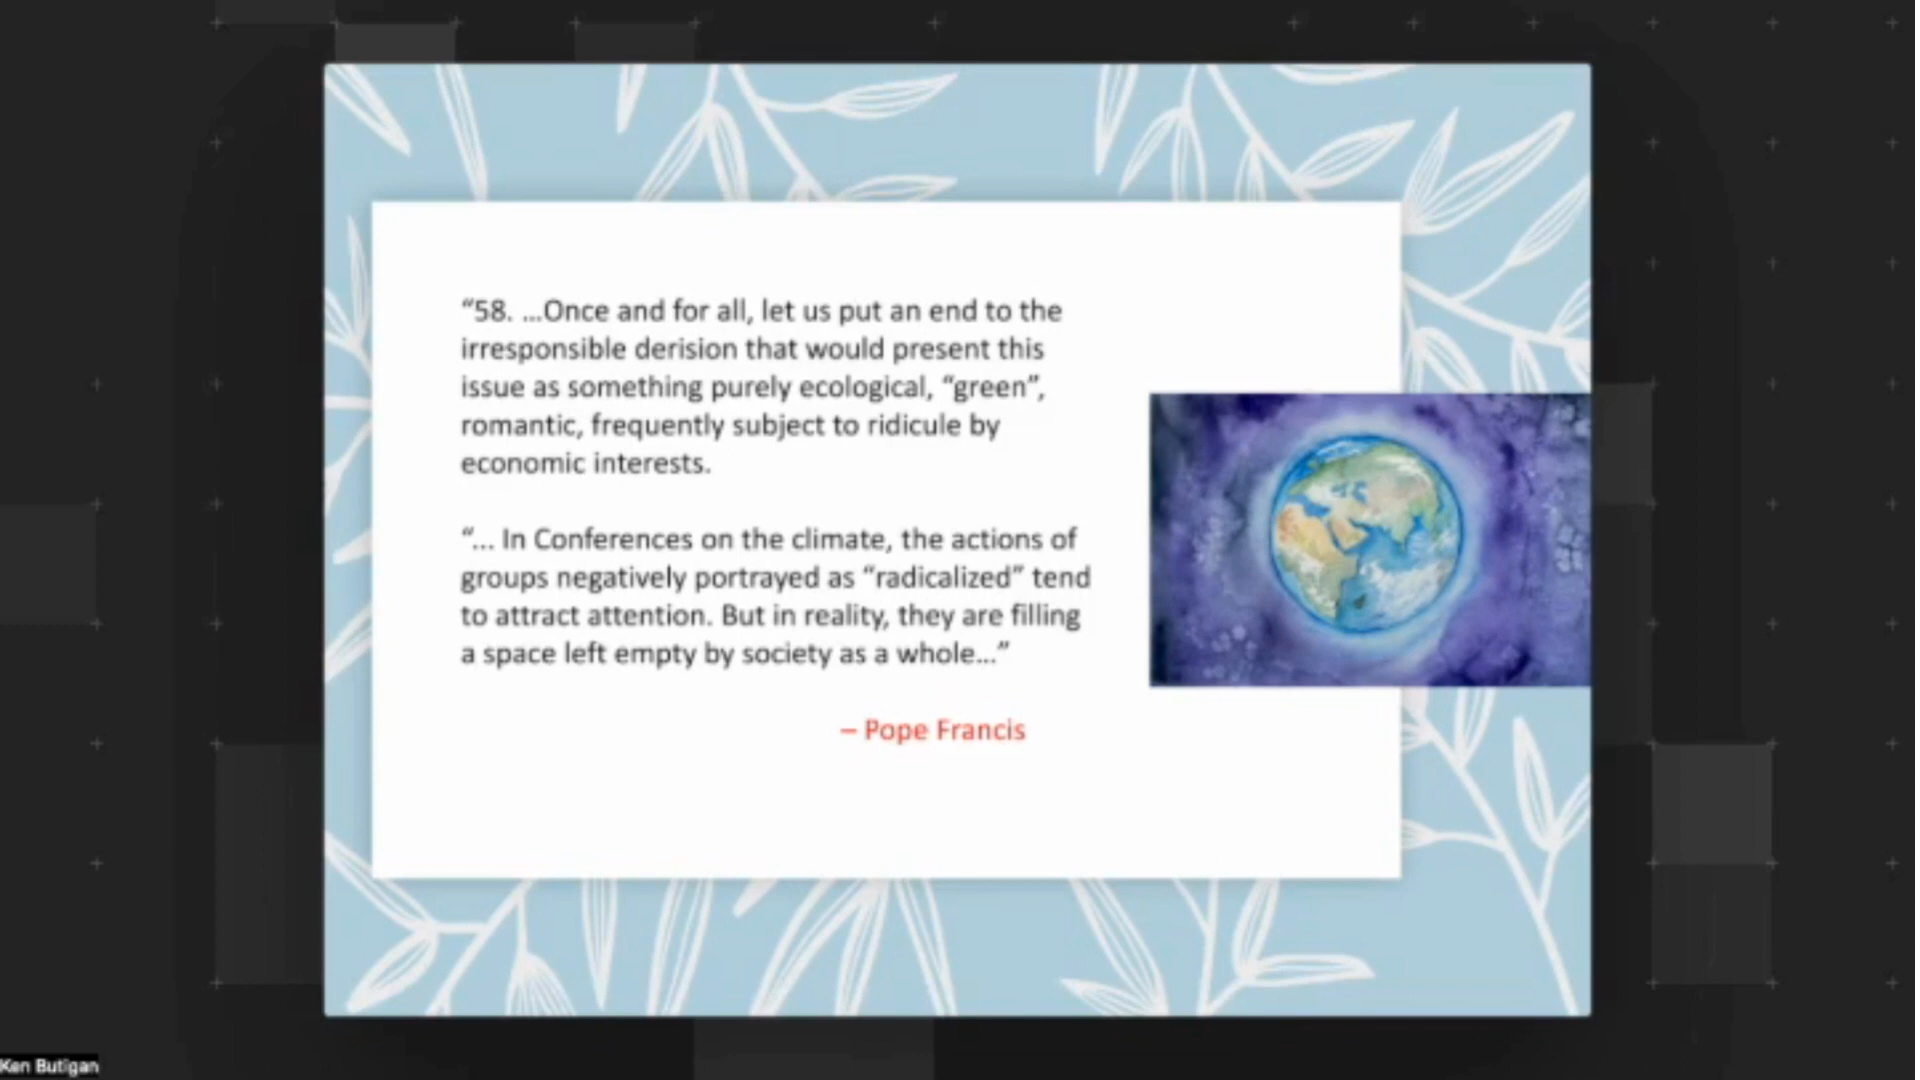 “58. ...Once and for all, let us put an end to the
irresponsible derision that would present this
issue as something purely ecological, “green”,
romantic, frequently subject to ridicule by
economic interests.
“... In Conferences on the climate, the actions of
groups negatively portrayed as “radicalized” tend
to attract attention. But in reality, they are filling
a space left empty by society as a whole...”
– Pope Francis
Ken Butigan